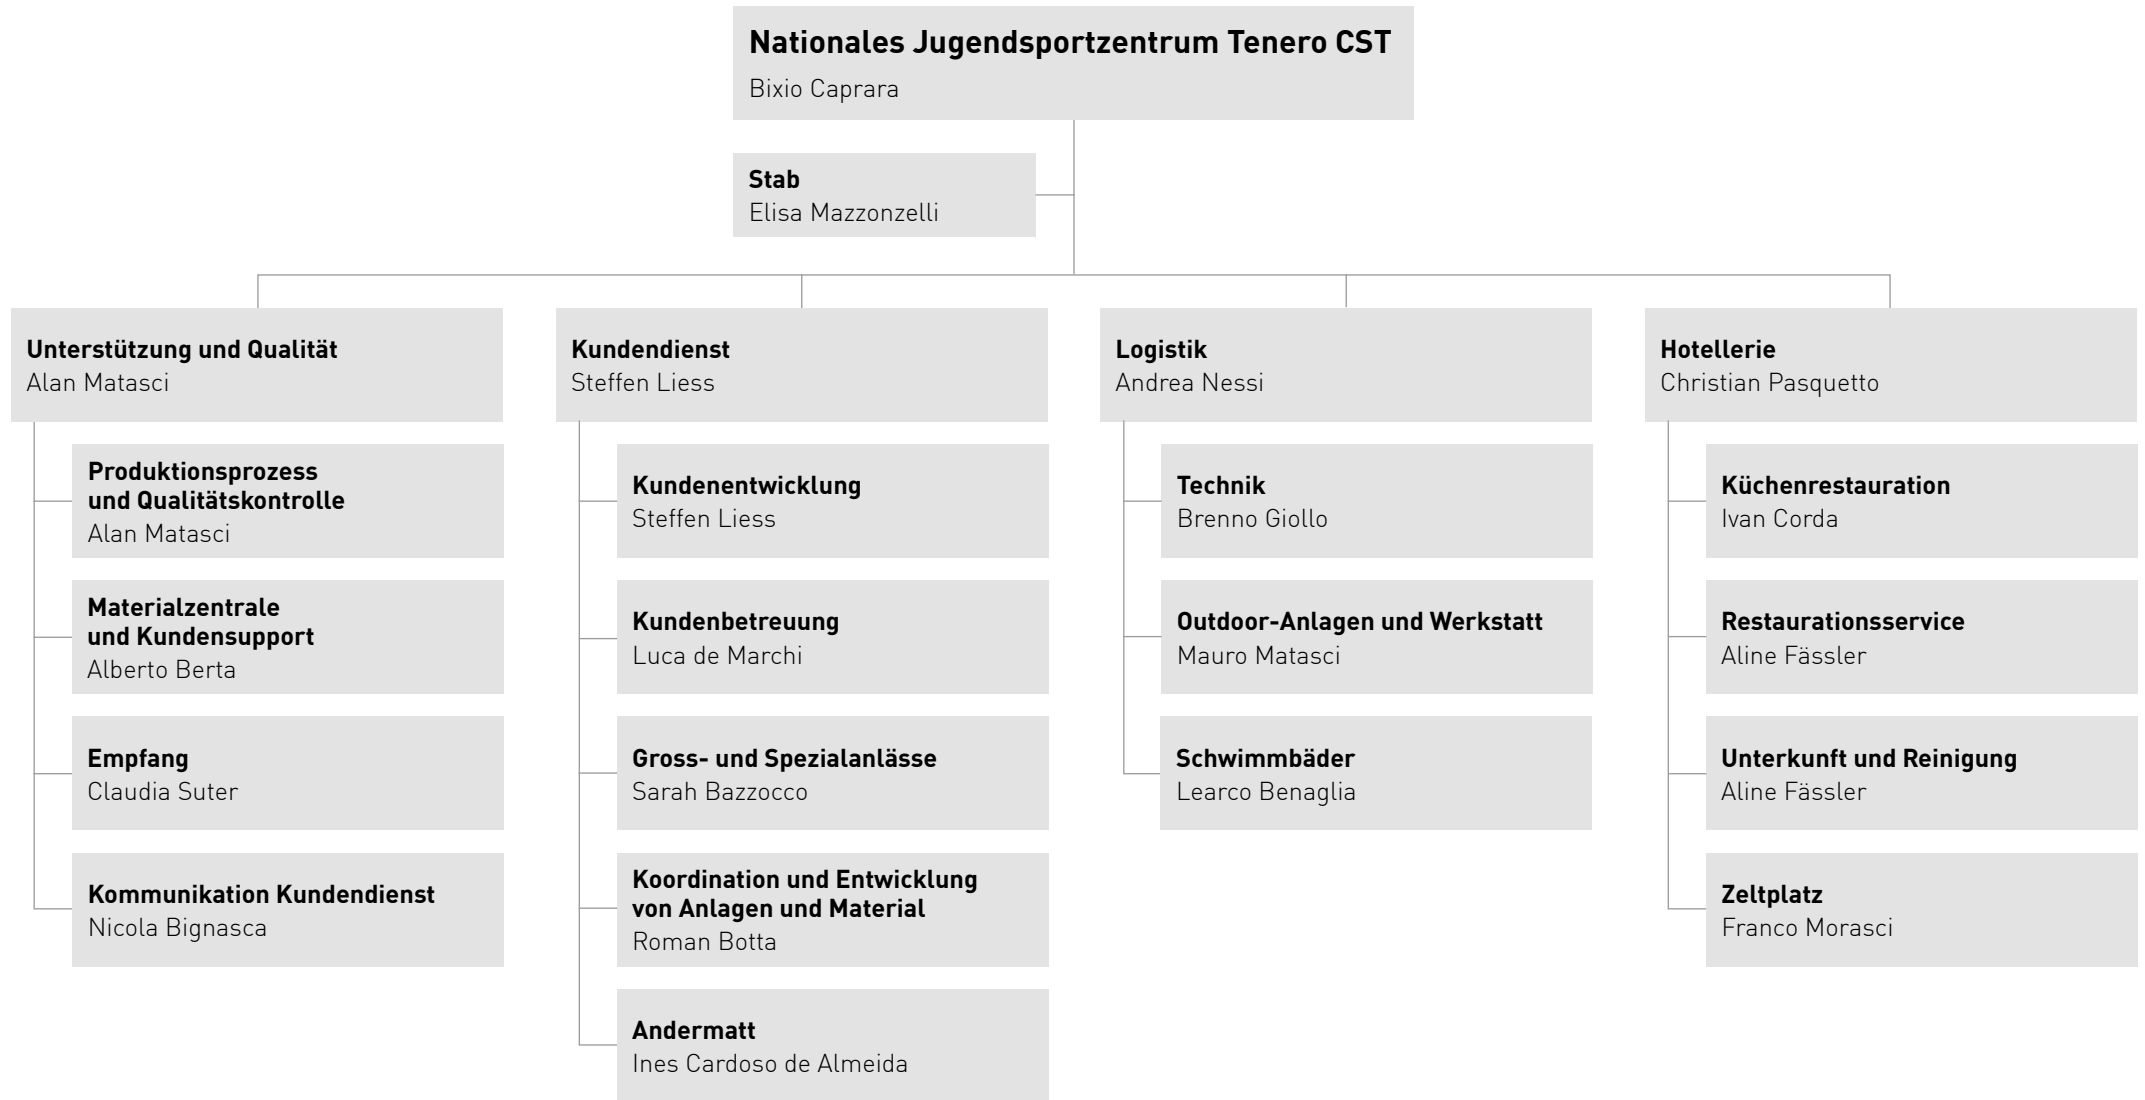 Nationales Jugendsportzentrum Tenero CST
Bixio Caprara
Stab
Elisa Mazzonzelli
Unterstützung und Qualität
Alan Matasci
Produktionsprozess
und Qualitätskontrolle
Alan Matasci
Materialzentrale
und Kundensupport
Alberto Berta
Empfang
Claudia Suter
Kommunikation Kundendienst
Nicola Bignasca
Kundendienst
Steffen Liess
Kundenentwicklung
Steffen Liess
Kundenbetreuung
Luca de Marchi
Gross- und Spezialanlässe
Sarah Bazzocco
Koordination und Entwicklung
von Anlagen und Material
Roman Botta
Andermatt
Ines Cardoso de Almeida
Logistik
Andrea Nessi
Technik
Brenno Giollo
Outdoor-Anlagen und Werkstatt
Mauro Matasci
Schwimmbäder
Learco Benaglia
Hotellerie
Christian Pasquetto
Küchenrestauration
Ivan Corda
Restaurationsservice
Aline Fässler
Unterkunft und Reinigung
Aline Fässler
Zeltplatz
Franco Morasci